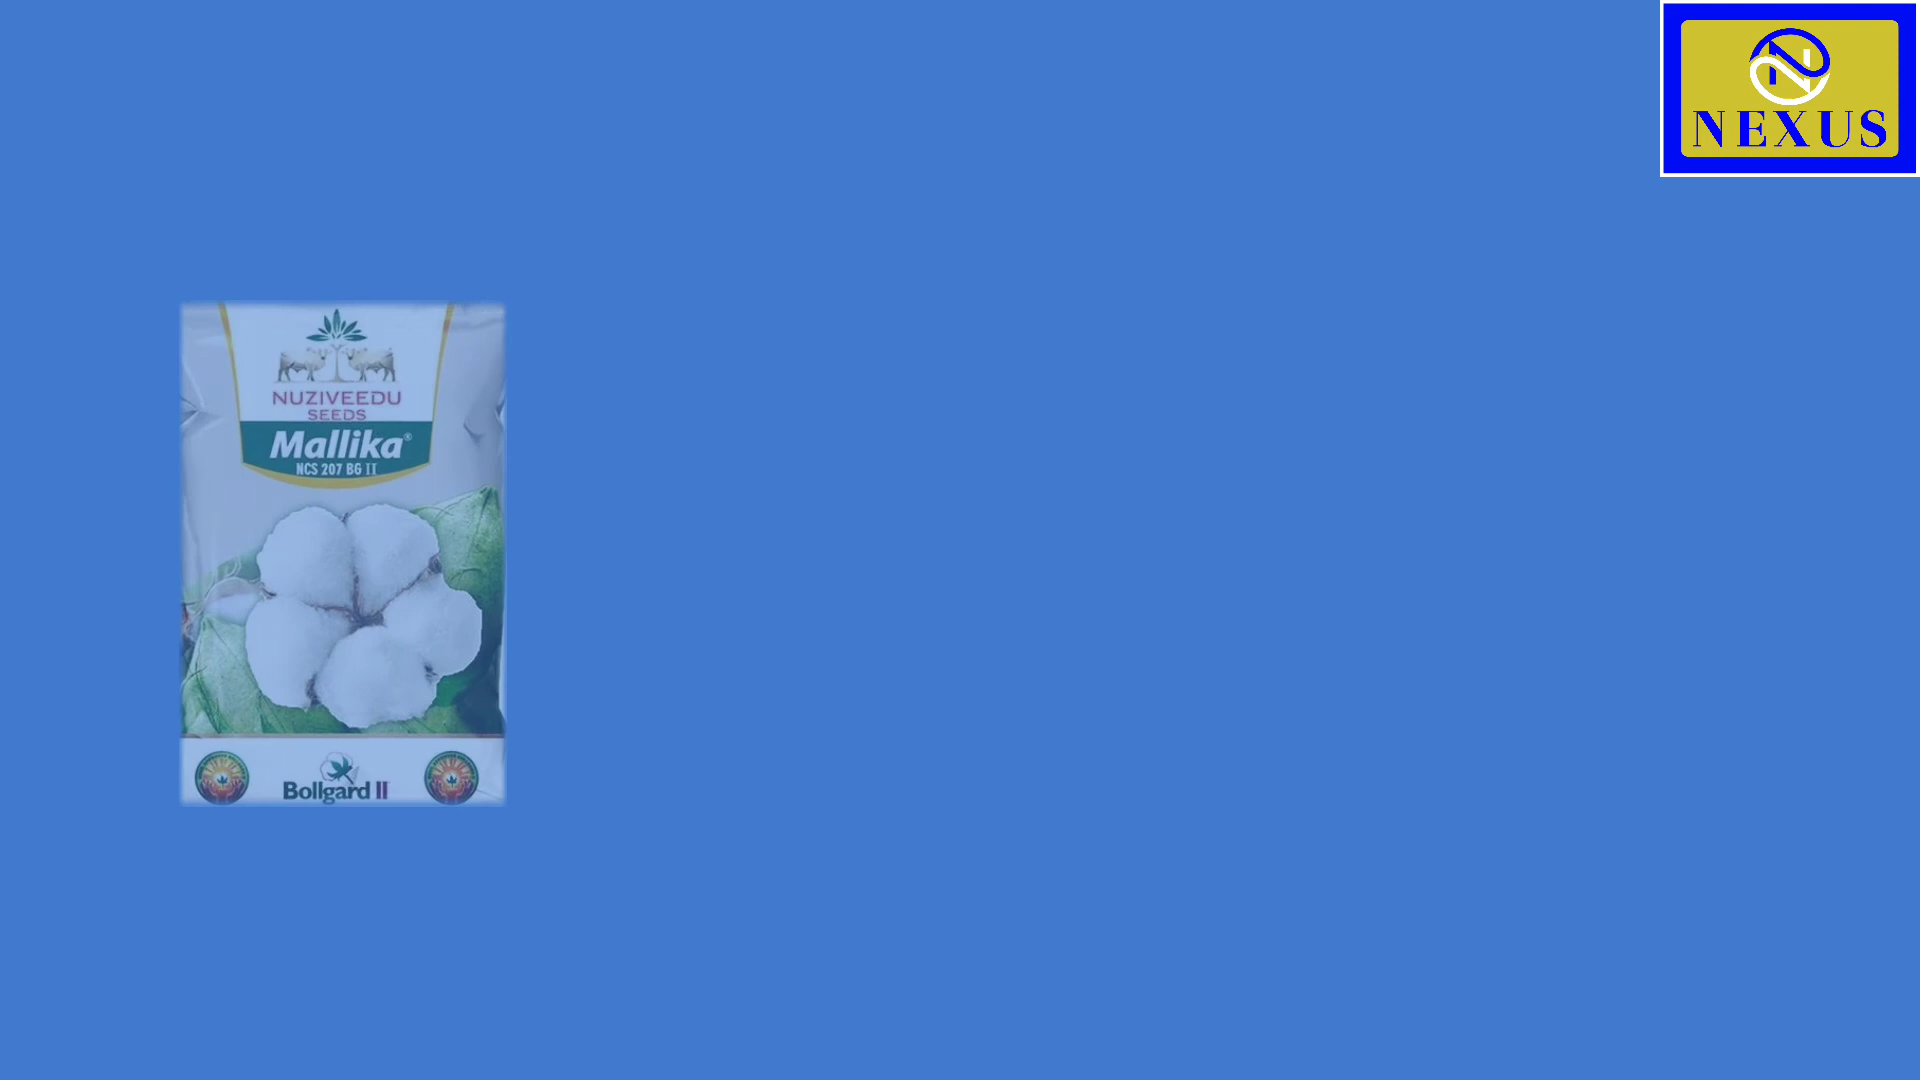 NEXUS
NUZIVEEDU
SEEDS
Mallika®
NCS 207 BG II
Bollgard II